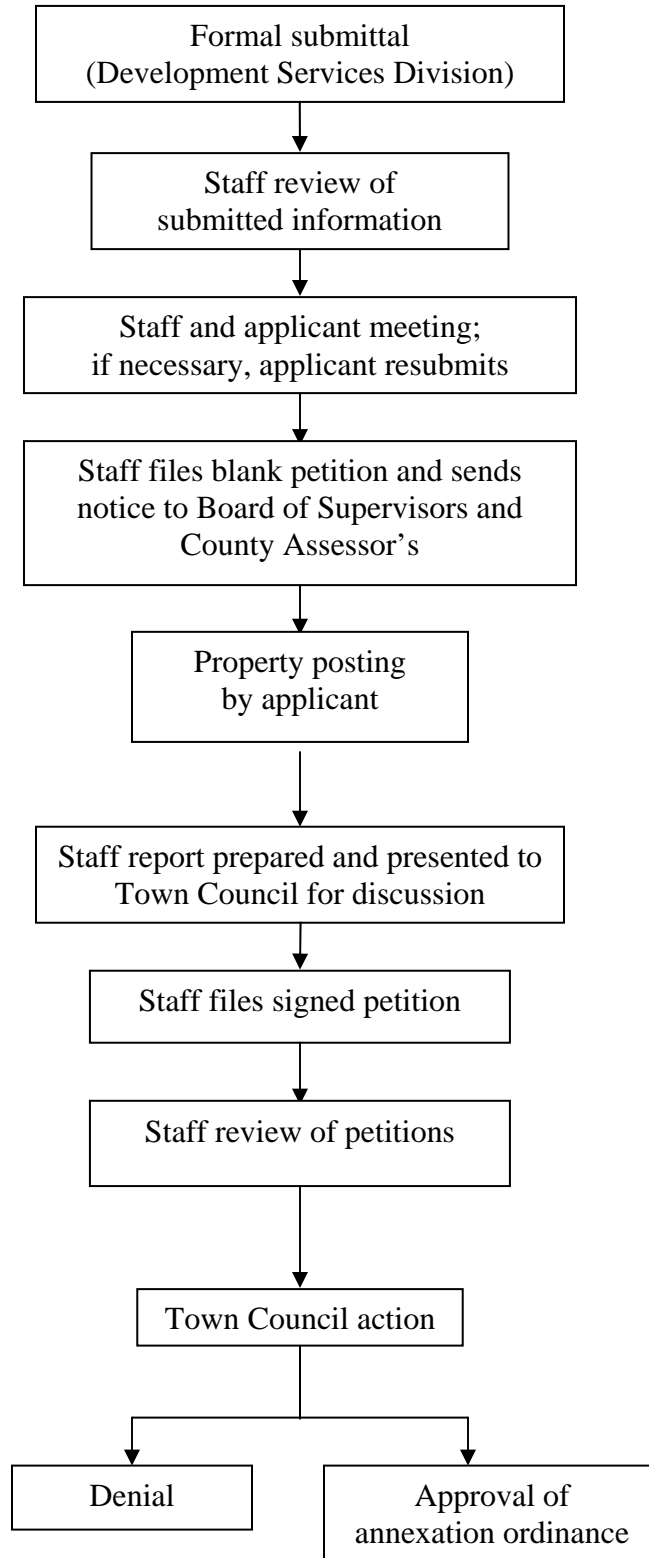 Formal submittal
(Development Services Division)
Staff review of
submitted information
Staff and applicant meeting;
if necessary, applicant resubmits
Staff files blank petition and sends
notice to Board of Supervisors and
County Assessor’s
Property posting
by applicant
Staff report prepared and presented to
Town Council for discussion
Staff files signed petition
Staff review of petitions
Town Council action
Denial
Approval of
annexation ordinance